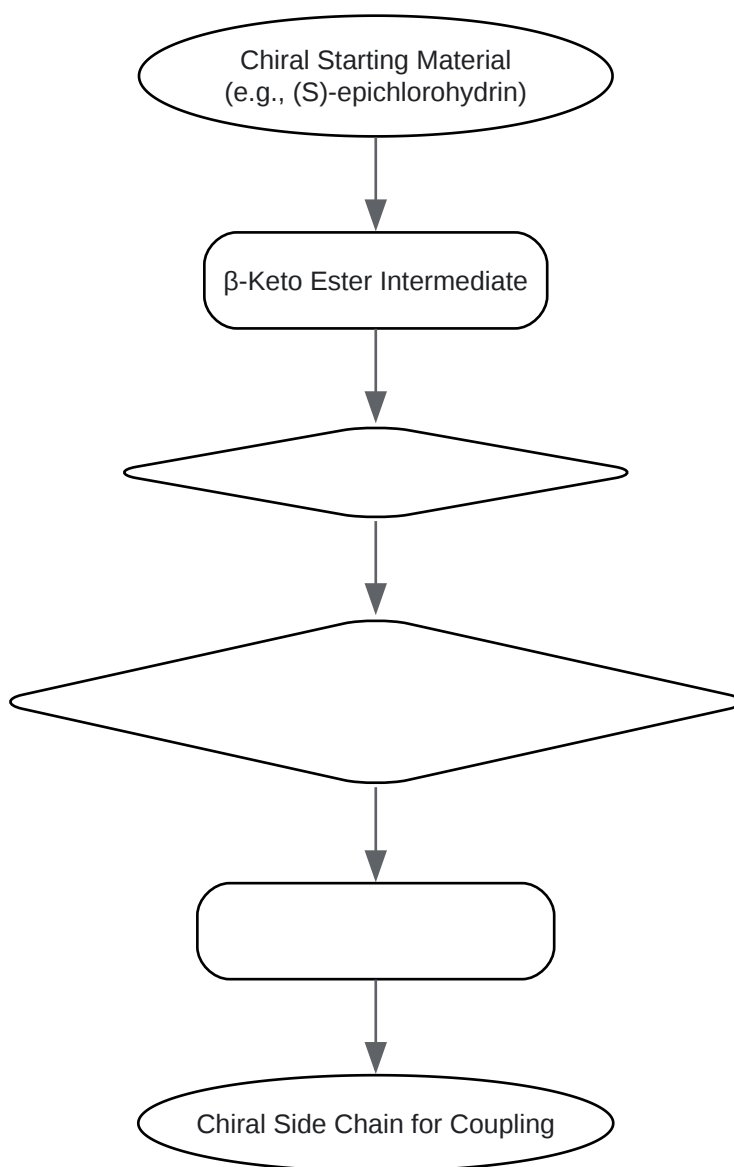 Chiral Starting Material
(e.g., (S)-epichlorohydrin)
β-Keto Ester Intermediate
Chiral Side Chain for Coupling